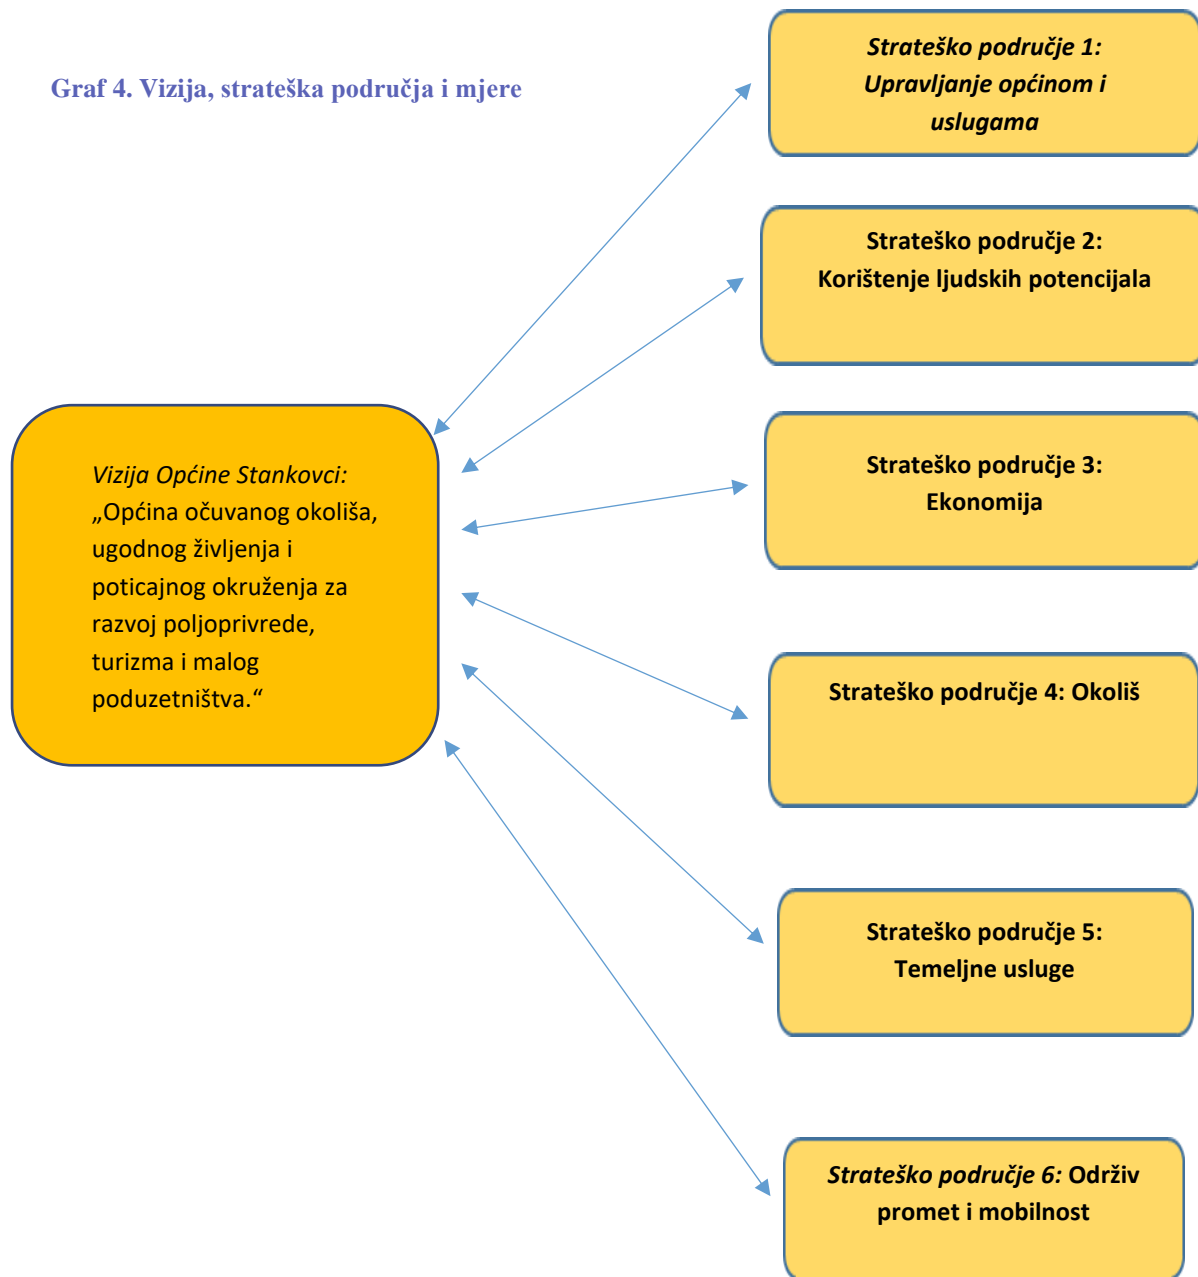 Graf 4. Vizija, strateška područja i mjere
Strateško područje 1:
Upravljanje općinom i
uslugama
Strateško područje 2:
Korištenje ljudskih potencijala
Strateško područje 3:
Ekonomija
Vizija Općine Stankovci:
„Općina očuvanog okoliša,
ugodnog življenja i
poticajnog okruženja za
razvoj poljoprivrede,
turizma i malog
poduzetništva.“
Strateško područje 4: Okoliš
Strateško područje 5:
Temeljne usluge
Strateško područje 6: Održiv
promet i mobilnost